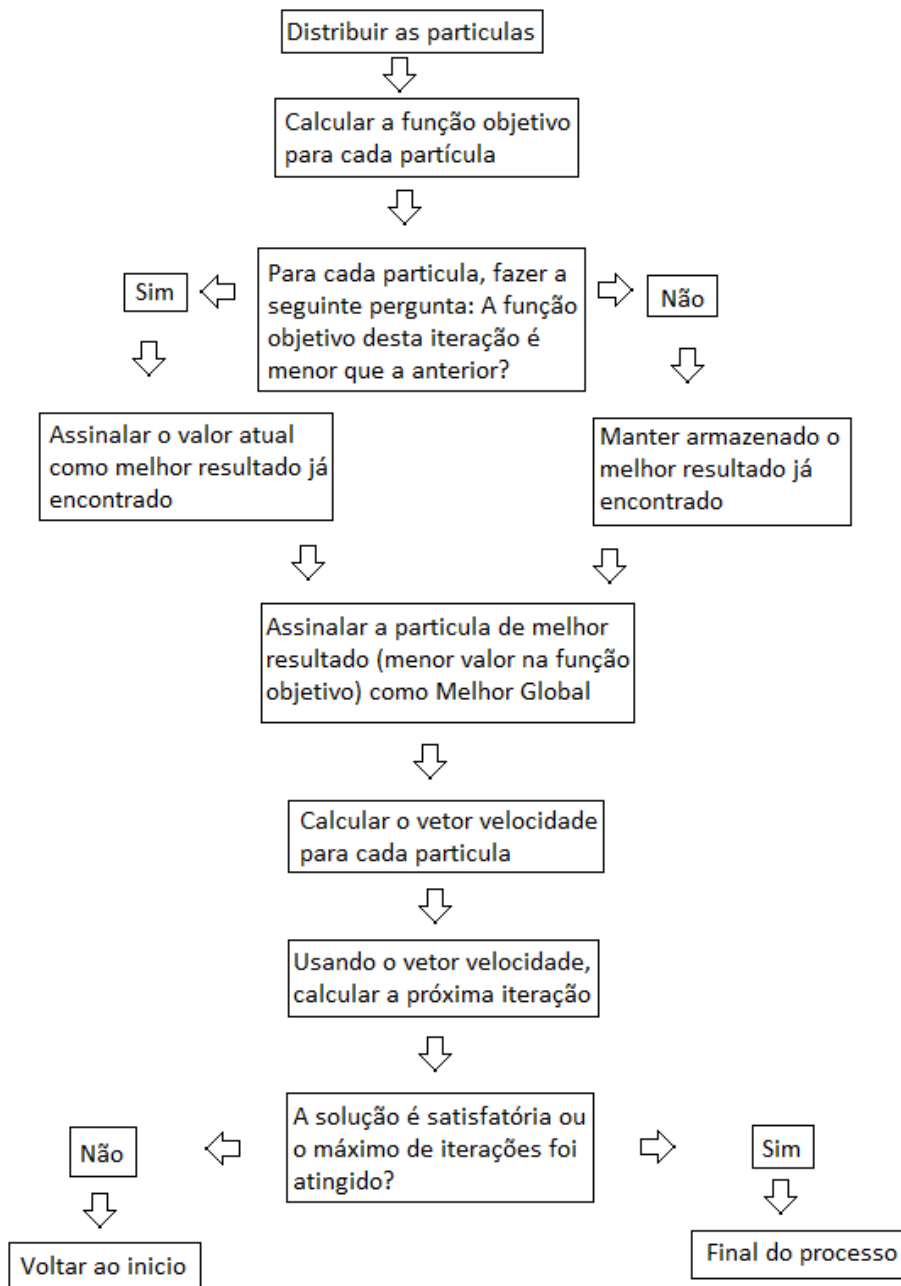 Distribuir as particulas
Calcular a função objetivo
para cada partícula
Para cada particula, fazer a
seguinte pergunta: A função
objetivo desta iteração é
menor que a anterior?
Sim
Não
Assinalar o valor atual
como melhor resultado já
encontrado
Manter armazenado o
melhor resultado já
encontrado
Assinalar a particula de melhor
resultado (menor valor na função
objetivo) como Melhor Global
Calcular o vetor velocidade
para cada particula
Usando o vetor velocidade,
calcular a próxima iteração
A solução é satisfatória ou
o máximo de iterações foi
atingido?
Não
Sim
Voltar ao inicio
Final do processo